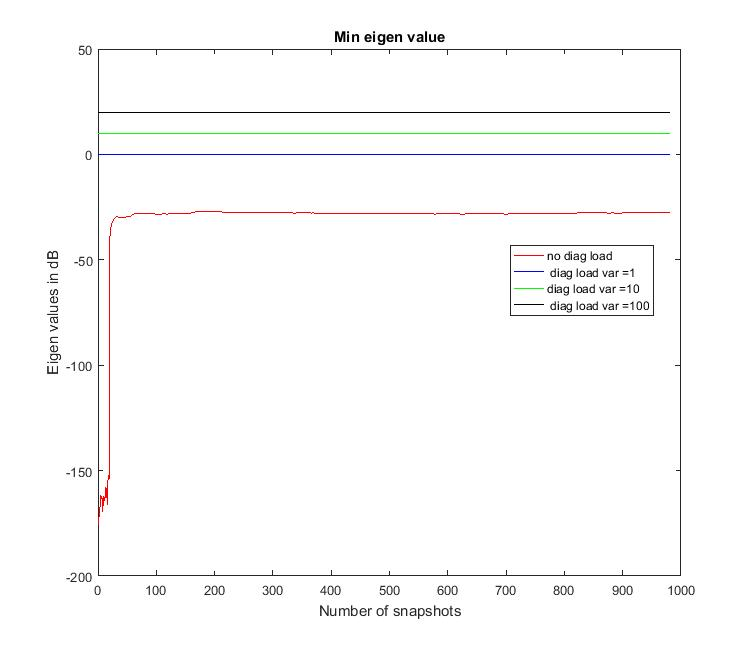 Min eigen value
50
0
-50
-100
-150
-200
Eigen values in dB
no diag load
diag load var =1
diag load var =10
diag load var =100
0 100 200 300 400 500 600 700 800 900 1000
Number of snapshots